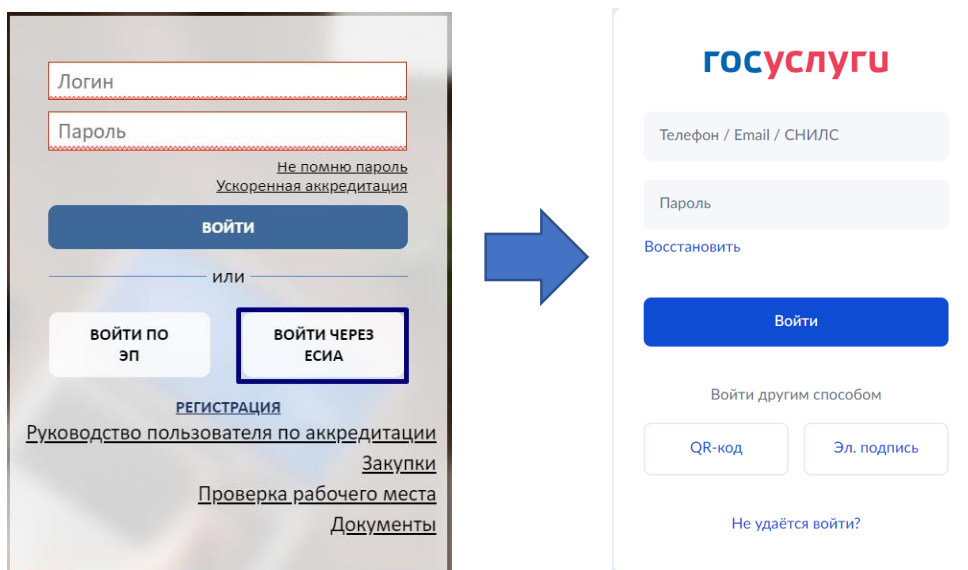 Логин
Пароль
Не помню пароль
Ускоренная аккредитация
ВОЙТИ
ИЛИ
ВОЙТИ ПО
ЭП
ВОЙТИ ЧЕРЕЗ
ЕСИА
РЕГИСТРАЦИЯ
Руководство пользователя по аккредитации
Закупки
Проверка рабочего места
Документы
госуслуги
Телефон / Email / СНИЛС
Пароль
Восстановить
Войти
Войти другим способом
QR-код
Эл. подпись
Не удаётся войти?